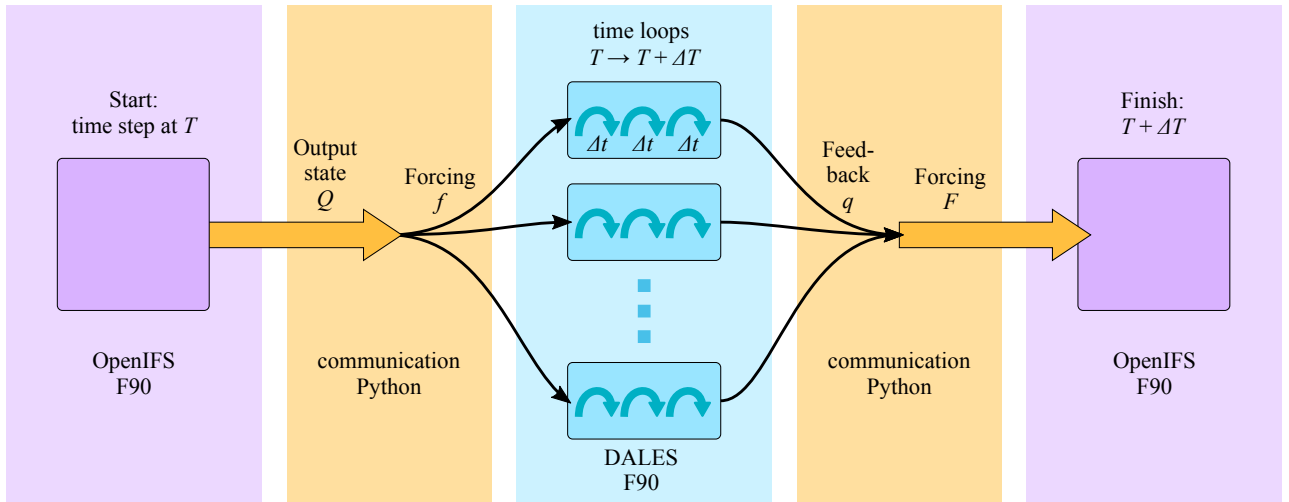 Start:
time step at T
OpenIFS
F90
Output
state
Q
Forcing
f
communication
Python
time loops
T → T + ΔT
Δt Δt Δt
DALES
F90
Feed-
back
q
Forcing
F
communication
Python
Finish:
T + ΔT
OpenIFS
F90